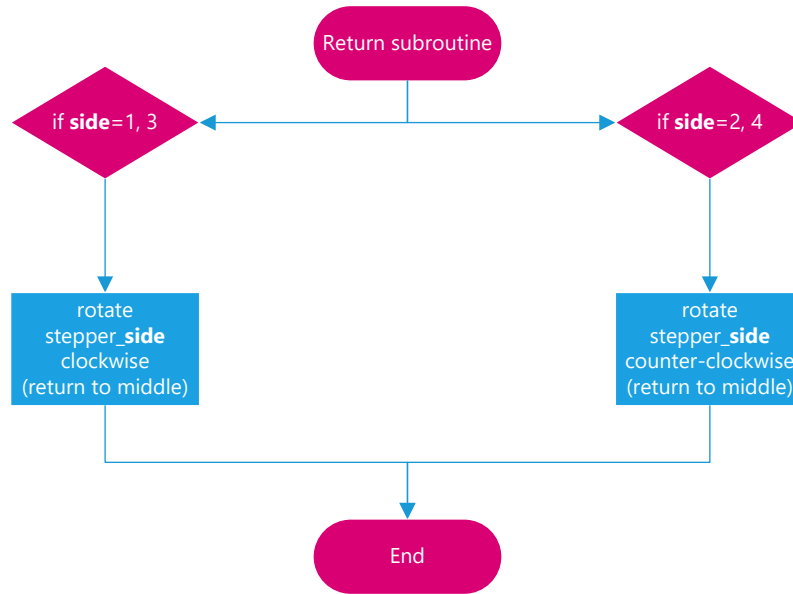 Return subroutine
if side=1, 3
if side=2, 4
rotate
stepper_side
clockwise
(return to middle)
rotate
stepper_side
counter-clockwise
(return to middle)
End